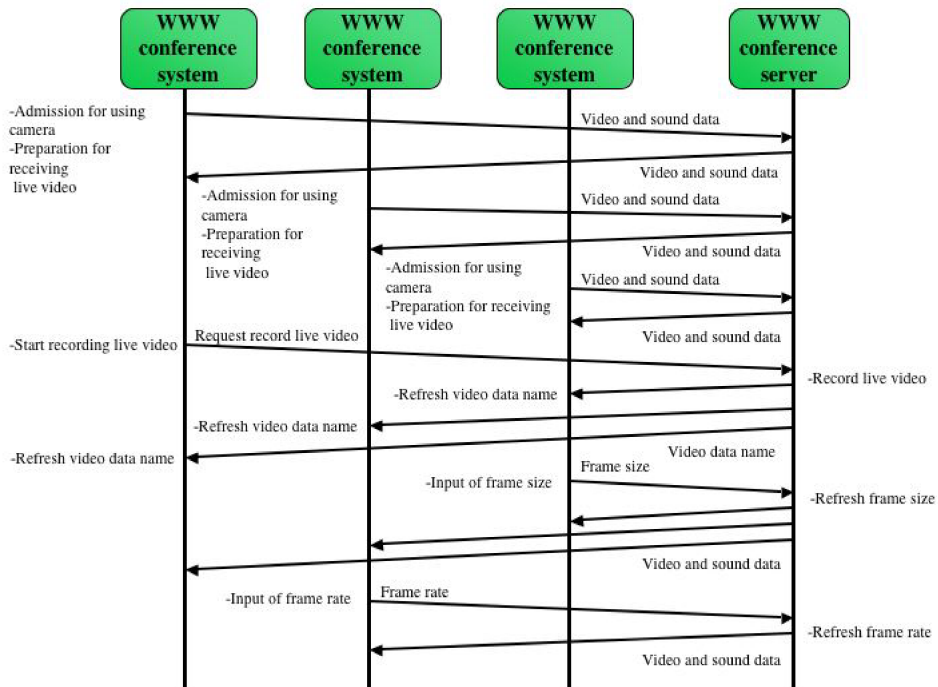 WWW
conference
system
WWW
conference
system
WWW
conference
system
WWW
conference
server
-Admission for using
camera
-Preparation for
receiving
live video
Video and sound data
Video and sound data
-Admission for using
camera
-Preparation for
receiving
live video
Video and sound data
Video and sound data
-Admission for using
camera
-Preparation for receiving
live video
Video and sound data
Video and sound data
-Start recording live video
Request record live video
-Record live video
-Refresh video data name
-Refresh video data name
-Refresh video data name
Video data name
Frame size
-Input of frame size
-Refresh frame size
Video and sound data
-Input of frame rate
Frame rate
-Refresh frame rate
Video and sound data